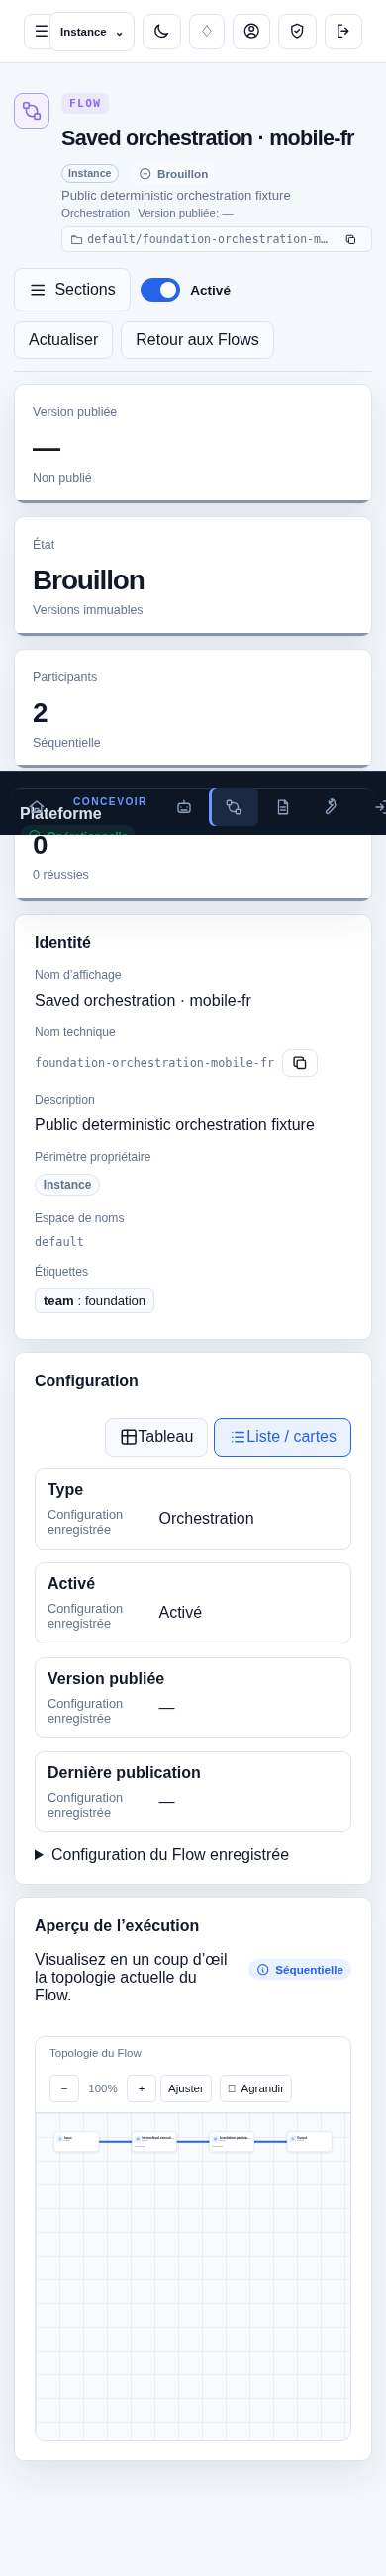 Instance
FLOW
Saved orchestration · mobile-fr
Instance
Brouillon
Public deterministic orchestration fixture
Orchestration Version publiée: —
default/foundation-orchestration-m…
Sections
Activé
Actualiser
Retour aux Flows
Version publiée
—
Non publié
État
Brouillon
Versions immuables
Participants
2
Séquentielle
CONCEVOIR
Plateforme
Opérationnelle
0
0 réussies
Identité
Nom d’affichage
Saved orchestration · mobile-fr
Nom technique
foundation-orchestration-mobile-fr
Description
Public deterministic orchestration fixture
Périmètre propriétaire
Instance
Espace de noms
default
Étiquettes
team : foundation
Configuration
Tableau
Liste / cartes
Type
Configuration
enregistrée
Orchestration
Activé
Configuration
enregistrée
Activé
Version publiée
Configuration
enregistrée
—
Dernière publication
Configuration
enregistrée
—
Configuration du Flow enregistrée
Aperçu de l’exécution
Visualisez en un coup d’œil
la topologie actuelle du
Flow.
Séquentielle
Topologie du Flow
−
100%
+
Ajuster
Agrandir
Input
Output